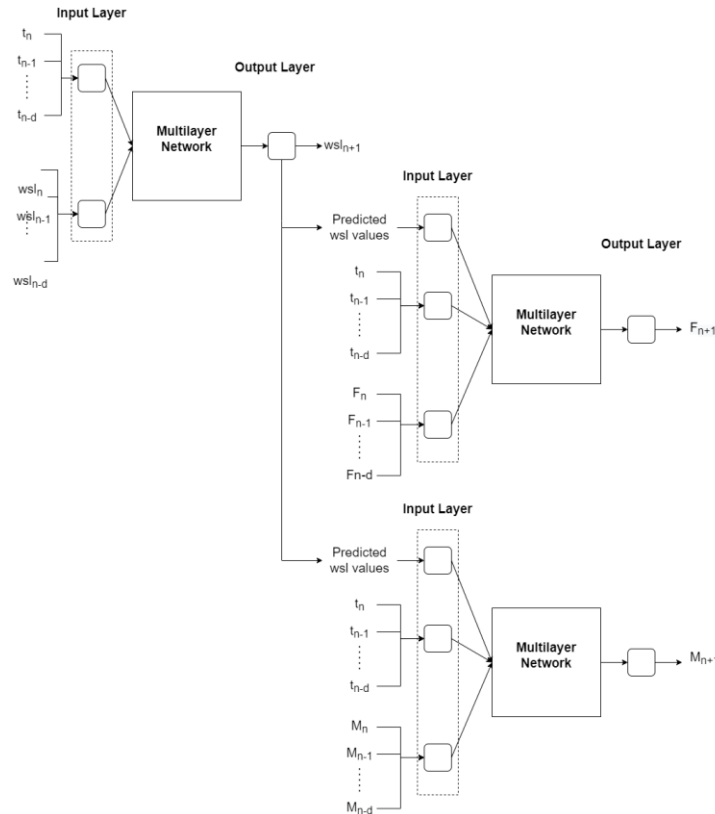 Input Layer
tn
tn-1
tn-d
wsln
wsln-1
wsln-d
Multilayer
Network
Output Layer
wsln+1
Input Layer
Predicted
wsl values
tn
tn-1
tn-d
Fn
Fn-1
Fn-d
Multilayer
Network
Output Layer
Fn+1
Input Layer
Predicted
wsl values
tn
tn-1
tn-d
Mn
Mn-1
Mn-d
Multilayer
Network
Mn+1